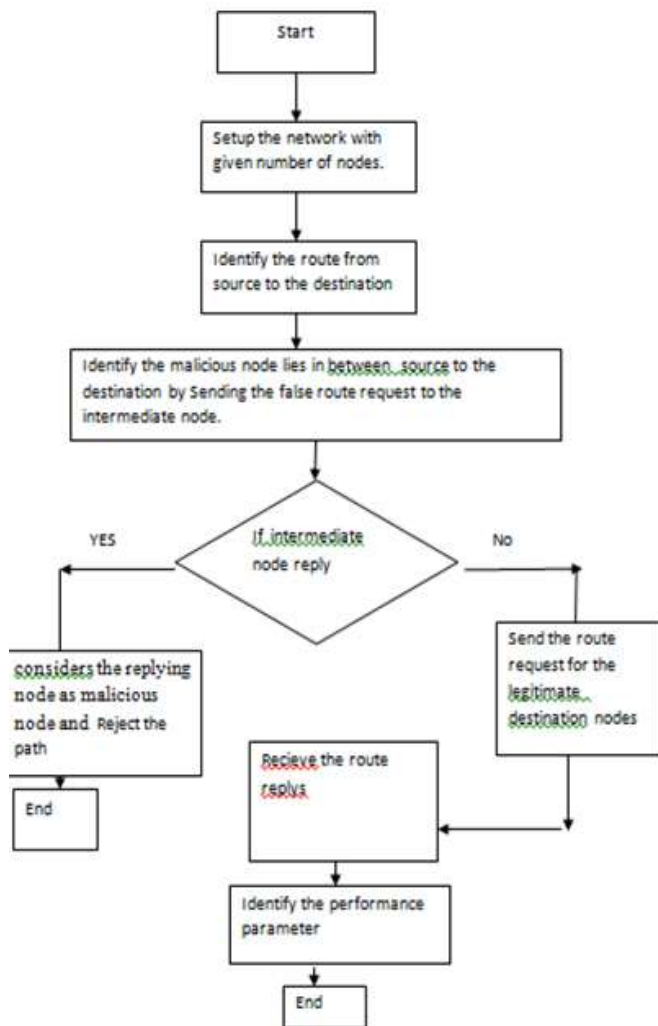 Start
Setup the network with
given number of nodes.
Identify the route from
source to the destination
Identify the malicious node lies in between source to the
destination by Sending the false route request to the
intermediate node.
If intermediate
node reply
YES
No
considers the replying
node as malicious
node and Reject the
path
End
Send the route
request for the
legitimate
destination nodes
Recieve the route
replys
Identify the performance
parameter
End